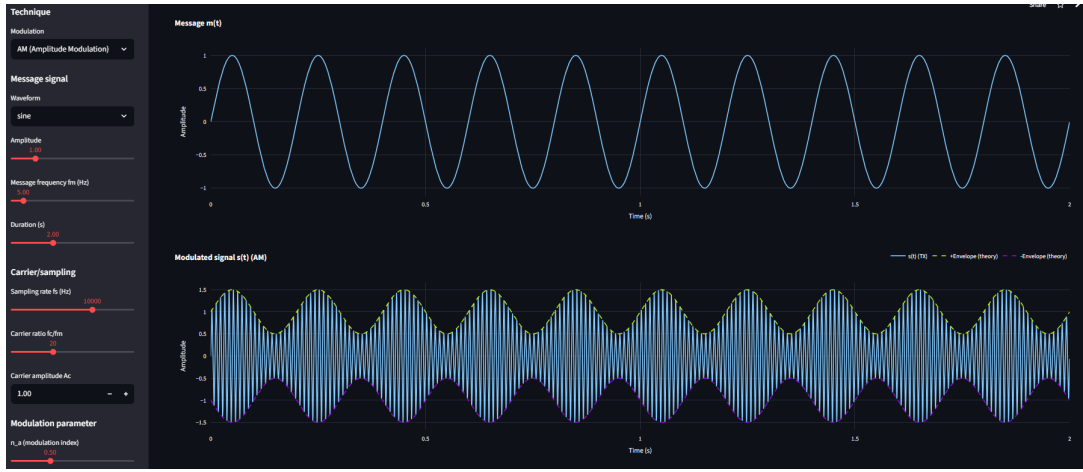 Share
Technique
Modulation
AM (Amplitude Modulation)
Message signal
Waveform
sine
Amplitude
1.00
Message frequency fm (Hz)
5.00
Duration (s)
2.00
Carrier/sampling
Sampling rate fs (Hz)
10000
Carrier ratio fc/fm
20
Carrier amplitude Ac
1.00 - +
Modulation parameter
n_a (modulation index)
0.50
Message m(t)
1
0.5
0
−0.5
−1
Amplitude
0 0.5 1 1.5 2
Time (s)
Modulated signal s(t) (AM)
s(t) (TX) +Envelope (theory) -Envelope (theory)
1.5
1
0.5
0
−0.5
−1
−1.5
Amplitude
0 0.5 1 1.5 2
Time (s)